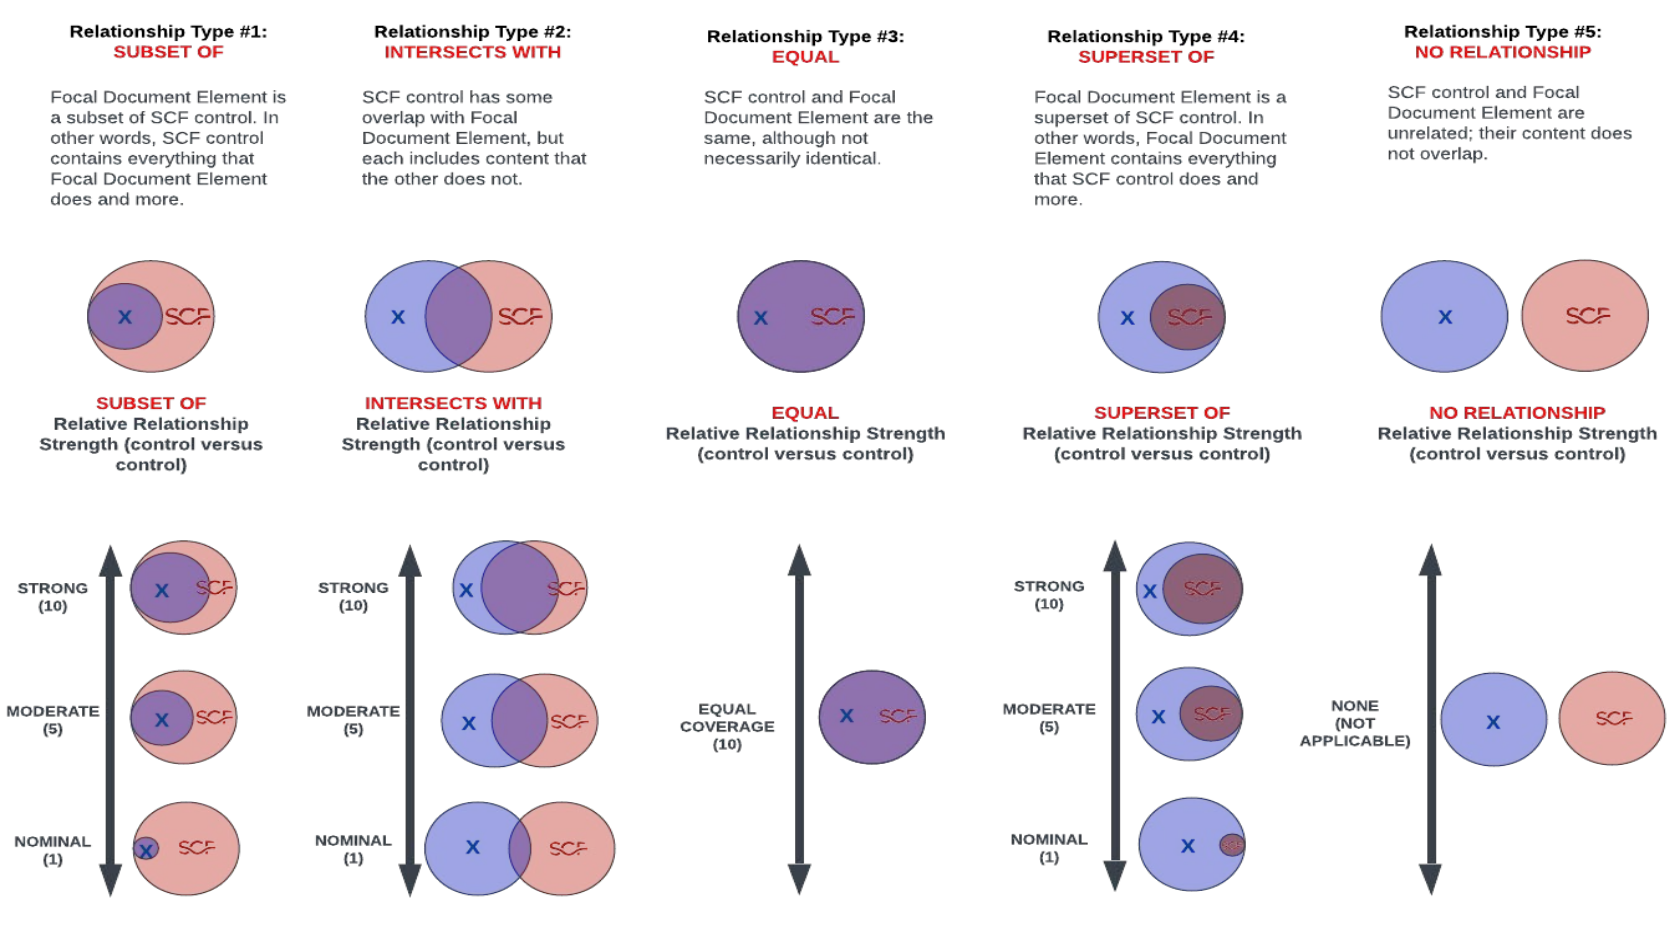 Relationship Type #1:
SUBSET OF
Focal Document Element is
a subset of SCF control. In
other words, SCF control
contains everything that
Focal Document Element
does and more.
X
SCF
SUBSET OF
Relative Relationship
Strength (control versus
control)
STRONG
(10)
X
SCF
MODERATE
(5)
X
SCF
NOMINAL
(1)
X
SCF
Relationship Type #2:
INTERSECTS WITH
SCF control has some
overlap with Focal
Document Element, but
each includes content that
the other does not.
X
SCF
INTERSECTS WITH
Relative Relationship
Strength (control versus
control)
STRONG
(10)
X
SCF
MODERATE
(5)
X
SCF
NOMINAL
(1)
X
SCF
Relationship Type #3:
EQUAL
SCF control and Focal
Document Element are the
same, although not
necessarily identical.
X
SCF
EQUAL
Relative Relationship Strength
(control versus control)
EQUAL
COVERAGE
(10)
X
SCF
Relationship Type #4:
SUPERSET OF
Focal Document Element is a
superset of SCF control. In
other words, Focal Document
Element contains everything
that SCF control does and
more.
X
SCF
SUPERSET OF
Relative Relationship Strength
(control versus control)
STRONG
(10)
X
SCF
MODERATE
(5)
X
SCF
NOMINAL
(1)
X
SCF
Relationship Type #5:
NO RELATIONSHIP
SCF control and Focal
Document Element are
unrelated; their content does
not overlap.
X
SCF
NO RELATIONSHIP
Relative Relationship Strength
(control versus control)
NONE
(NOT
APPLICABLE)
X
SCF